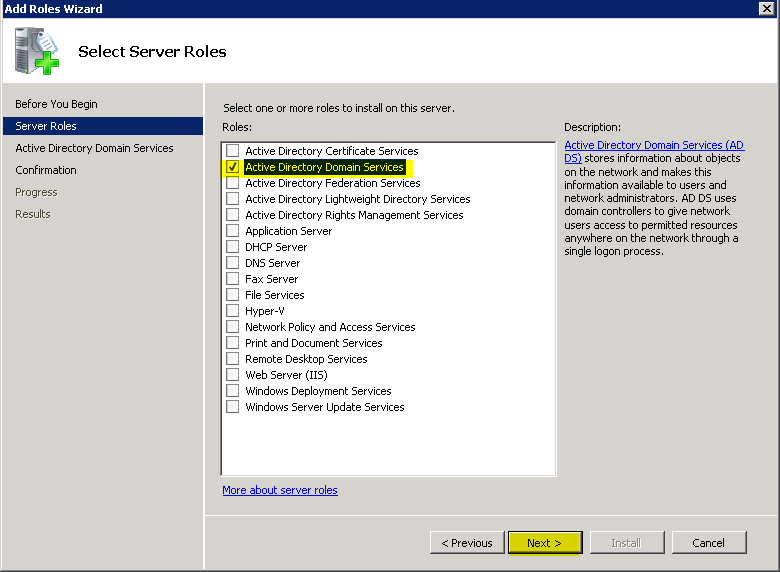 Add Roles Wizard
Select Server Roles
Before You Begin
Server Roles
Active Directory Domain Services
Confirmation
Progress
Results
Select one or more roles to install on this server.
Roles:
Active Directory Certificate Services
Active Directory Domain Services
Active Directory Federation Services
Active Directory Lightweight Directory Services
Active Directory Rights Management Services
Application Server
DHCP Server
DNS Server
Fax Server
File Services
Hyper-V
Network Policy and Access Services
Print and Document Services
Remote Desktop Services
Web Server (IIS)
Windows Deployment Services
Windows Server Update Services
More about server roles
Description:
Active Directory Domain Services (AD
DS) stores information about objects
on the network and makes this
information available to users and
network administrators. AD DS uses
domain controllers to give network
users access to permitted resources
anywhere on the network through a
single logon process.
< Previous
Next >
Install
Cancel